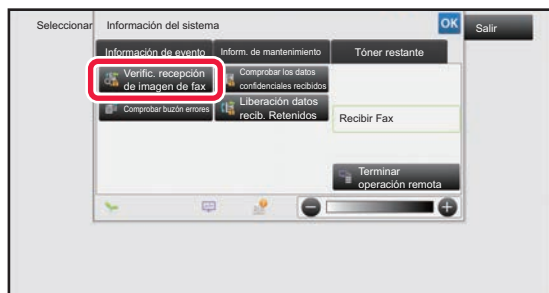 Seleccionar
Información del sistema
OK
Salir
Información de evento
Inform. de mantenimiento
Tóner restante
Verific. recepción
de imagen de fax
Comprobar los datos
confidenciales recibidos
Comprobar buzón errores
Liberación datos
recib. Retenidos
Recibir Fax
Terminar
operación remota